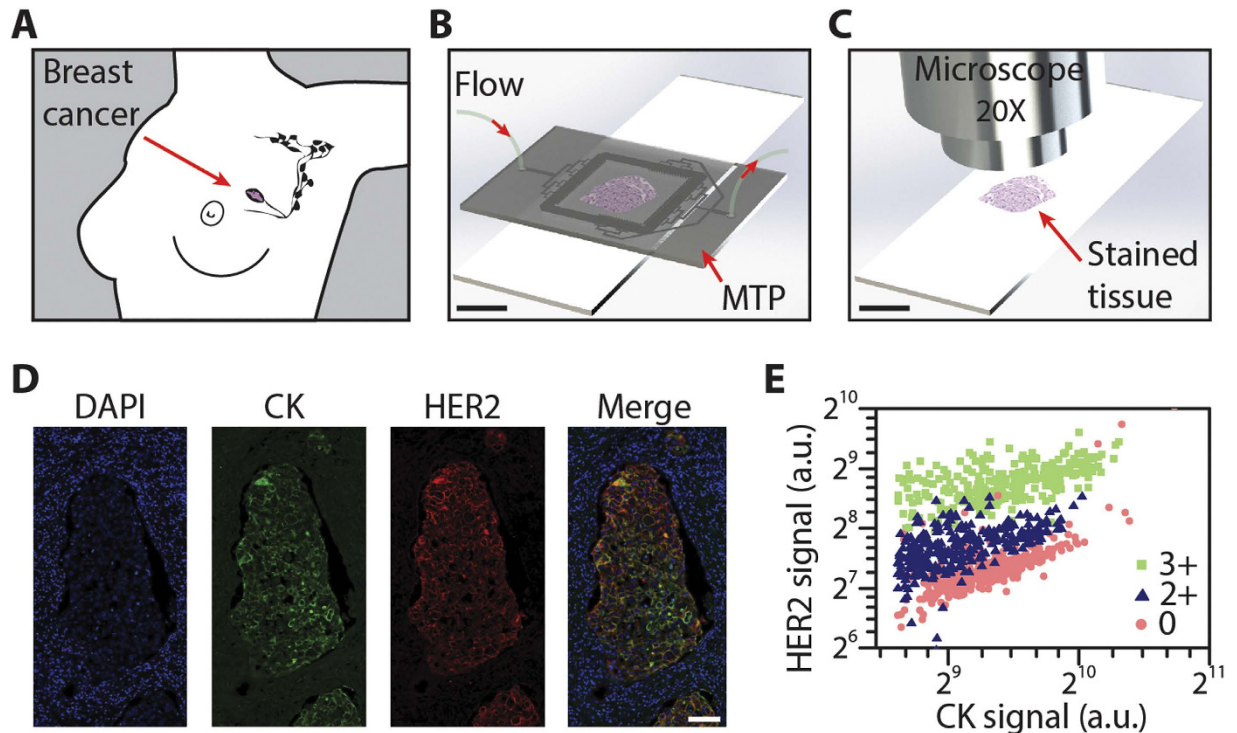 A
Breast
cancer
B
Flow
MTP
C
Microscope
20X
Stained
tissue
D
DAPI
CK
HER2
Merge
E
HER2 signal (a.u.)
2^10
2^9
2^8
2^7
2^6
3+
2+
0
2^9
2^10
2^11
CK signal (a.u.)